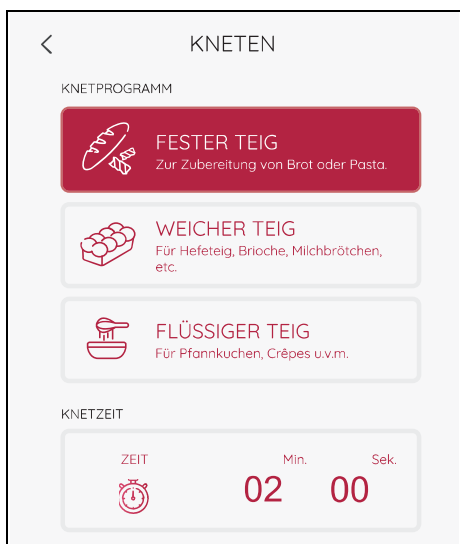 KNETEN
KNETPROGRAMM
FESTER TEIG
Zur Zubereitung von Brot oder Pasta.
WEICHER TEIG
Für Hefeteig, Brioche, Milchbrötchen,
etc.
FLÜSSIGER TEIG
Für Pfannkuchen, Crêpes u.v.m.
KNETZEIT
ZEIT Min. Sek.
02 00